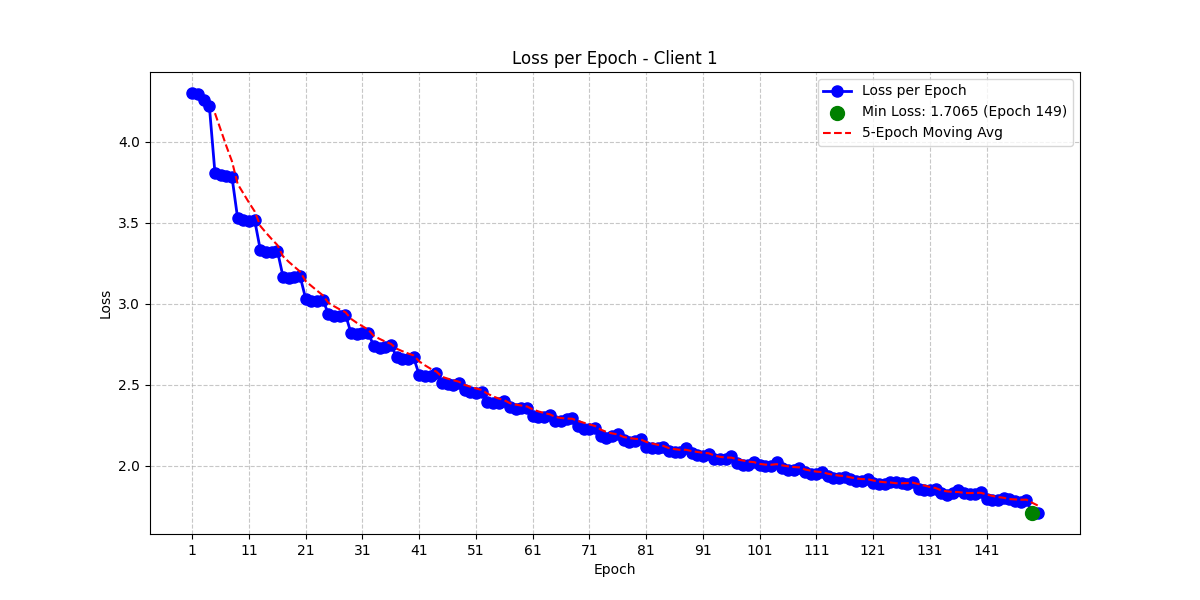 Loss per Epoch - Client 1
Loss per Epoch
Min Loss: 1.7065 (Epoch 149)
5-Epoch Moving Avg
Loss
4.0
3.5
3.0
2.5
2.0
1 11 21 31 41 51 61 71 81 91 101 111 121 131 141
Epoch